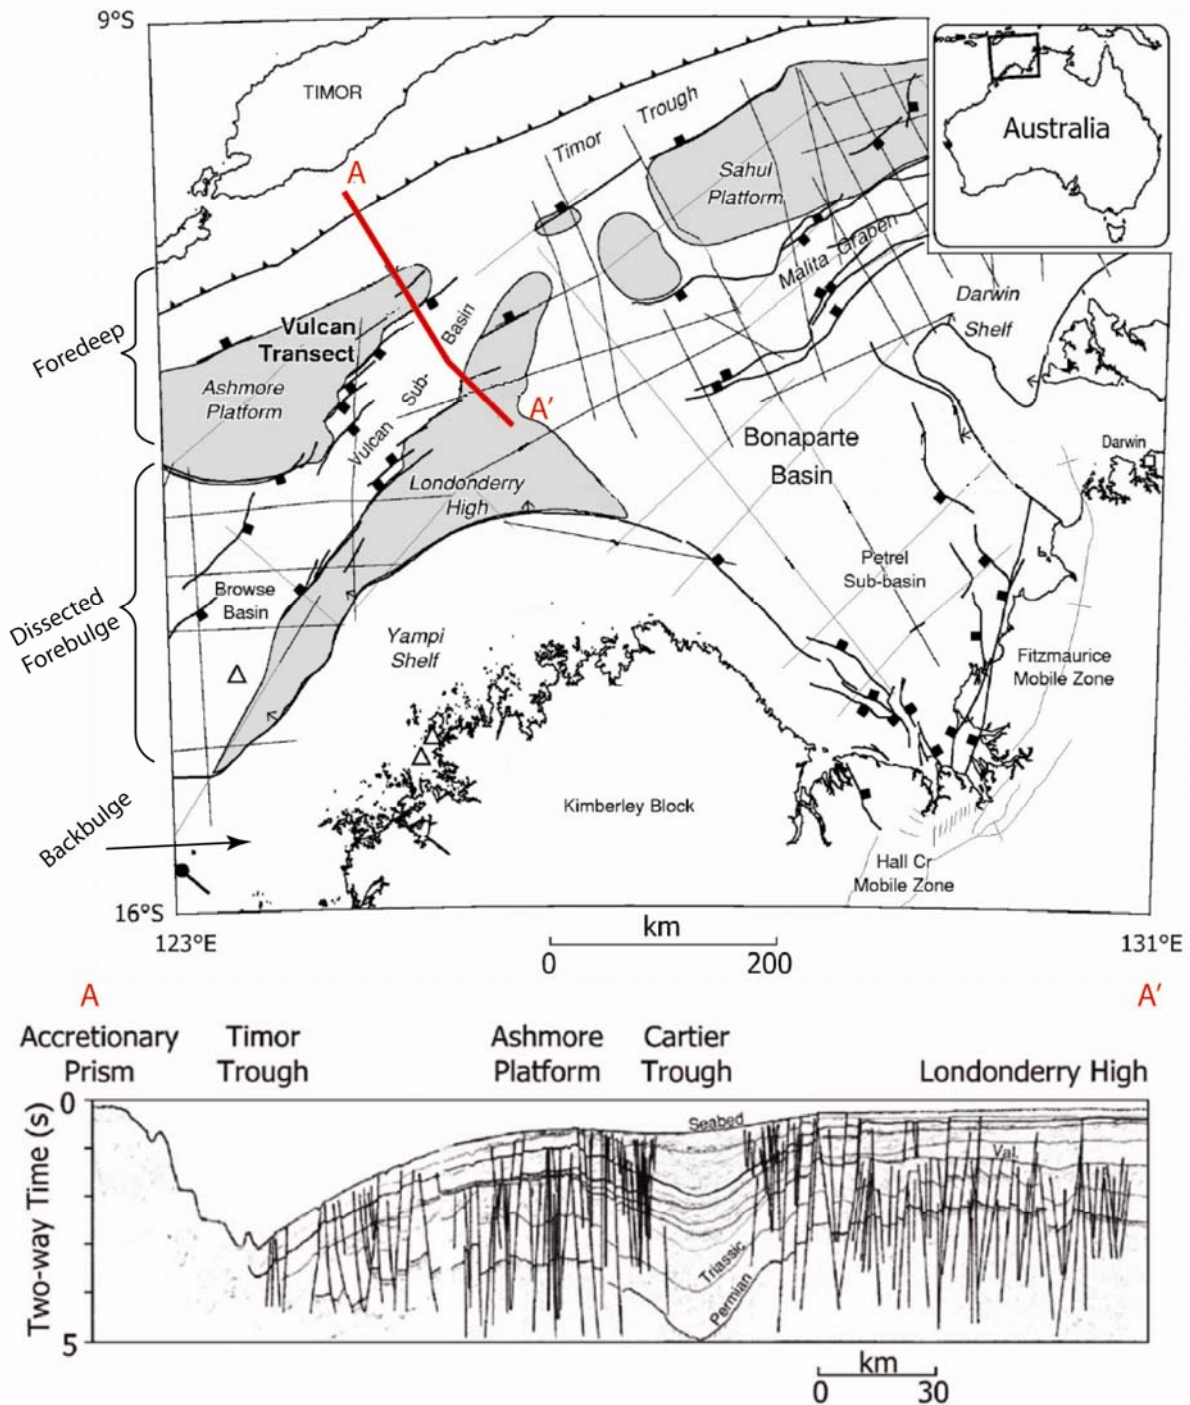 9°S
TIMOR
A
Timor
Trough
Sahul
Platform
Australia
Malita Graben
Darwin
Shelf
Foredeep
Vulcan
Transect
Basin
Sub-
Vulcan
Ashmore
Platform
A'
Londonderry
High
Bonaparte
Basin
Darwin
Dissected
Forebulge
Browse
Basin
Yampi
Shelf
Petrel
Sub-basin
Fitzmaurice
Mobile Zone
Backbulge
Kimberley Block
Hall Cr
Mobile Zone
16°S
123°E
131°E
km
0 200
A A'
Accretionary
Prism
Timor
Trough
Ashmore
Platform
Cartier
Trough
Londonderry High
Two-way Time (s)
0
5
Seabed
Val.
Triassic
Permian
km
0 30